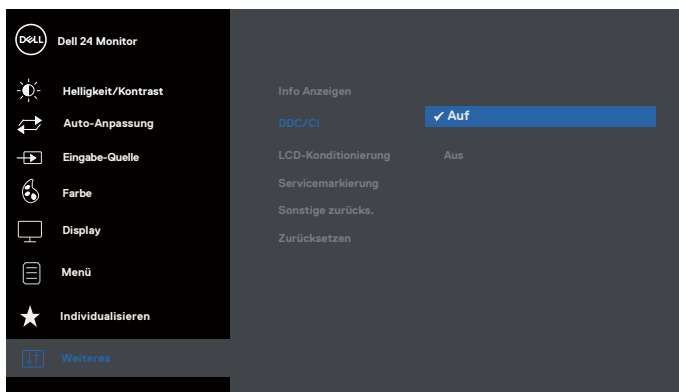 DELL Dell 24 Monitor
Helligkeit/Kontrast
Auto-Anpassung
Eingabe-Quelle
Farbe
Display
Menü
Individualisieren
Weiteres
Info Anzeigen
DDC/CI
LCD-Konditionierung
Servicemarkierung
Sonstige zurücks.
Zurücksetzen
✓ Auf
Aus